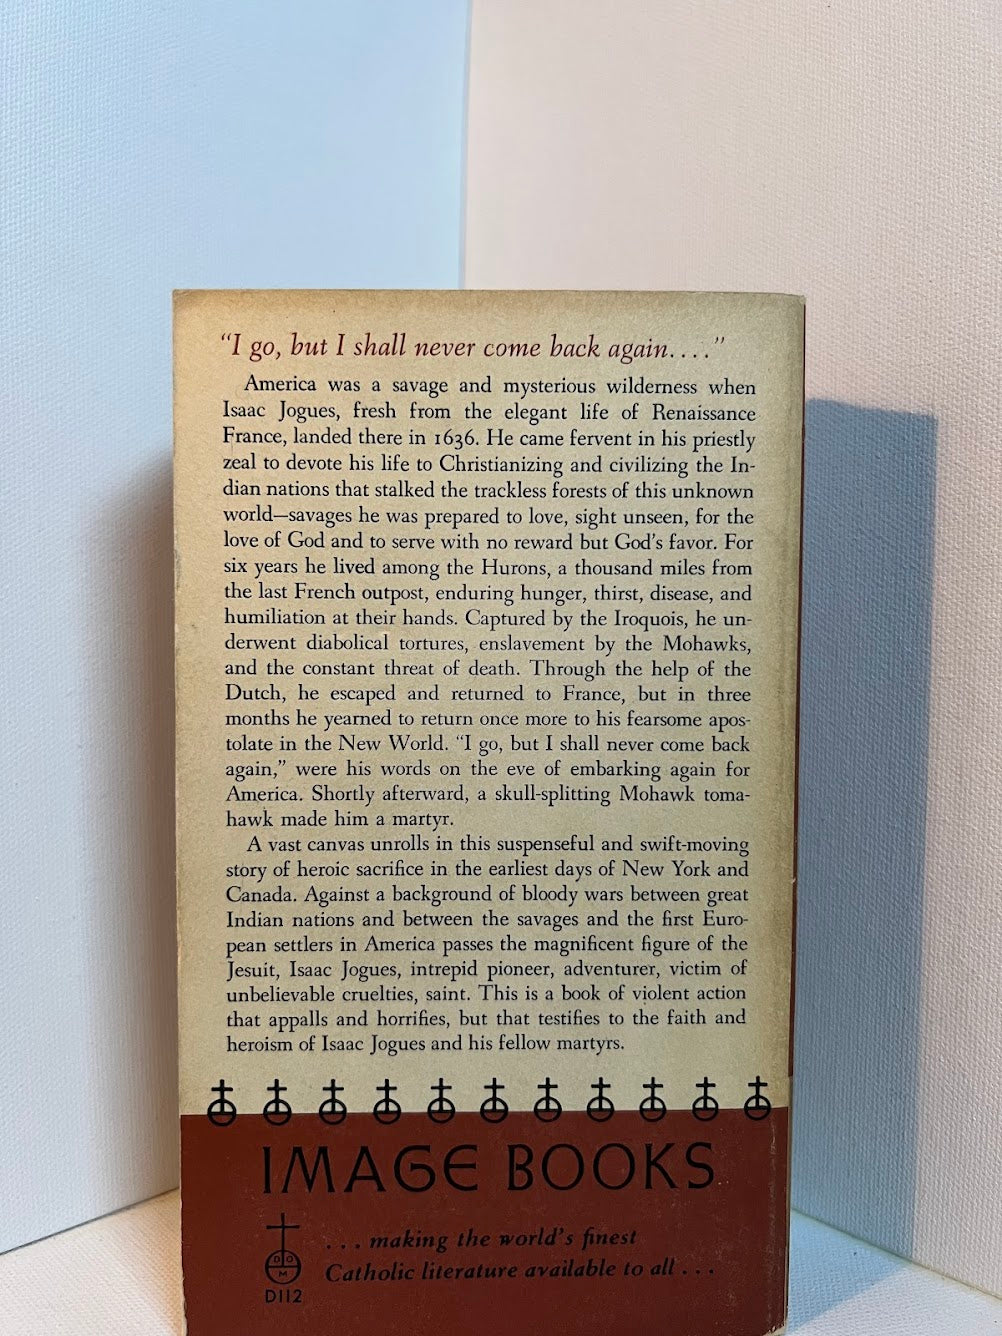 “I go, but I shall never come back again. . . .”
America was a savage and mysterious wilderness when
Isaac Jogues, fresh from the elegant life of Renaissance
France, landed there in 1636. He came fervent in his priestly
zeal to devote his life to Christianizing and civilizing the In-
dian nations that stalked the trackless forests of this unknown
world—savages he was prepared to love, sight unseen, for the
love of God and to serve with no reward but God’s favor. For
six years he lived among the Hurons, a thousand miles from
the last French outpost, enduring hunger, thirst, disease, and
humiliation at their hands. Captured by the Iroquois, he un-
derwent diabolical tortures, enslavement by the Mohawks,
and the constant threat of death. Through the help of the
Dutch, he escaped and returned to France, but in three
months he yearned to return once more to his fearsome apos-
tolate in the New World. “I go, but I shall never come back
again,” were his words on the eve of embarking again for
America. Shortly afterward, a skull-splitting Mohawk toma-
hawk made him a martyr.
A vast canvas unrolls in this suspenseful and swift-moving
story of heroic sacrifice in the earliest days of New York and
Canada. Against a background of bloody wars between great
Indian nations and between the savages and the first Euro-
pean settlers in America passes the magnificent figure of the
Jesuit, Isaac Jogues, intrepid pioneer, adventurer, victim of
unbelievable cruelties, saint. This is a book of violent action
that appalls and horrifies, but that testifies to the faith and
heroism of Isaac Jogues and his fellow martyrs.
IMAGE BOOKS
. . . making the world’s finest
Catholic literature available to all . . .
D O
M
D112